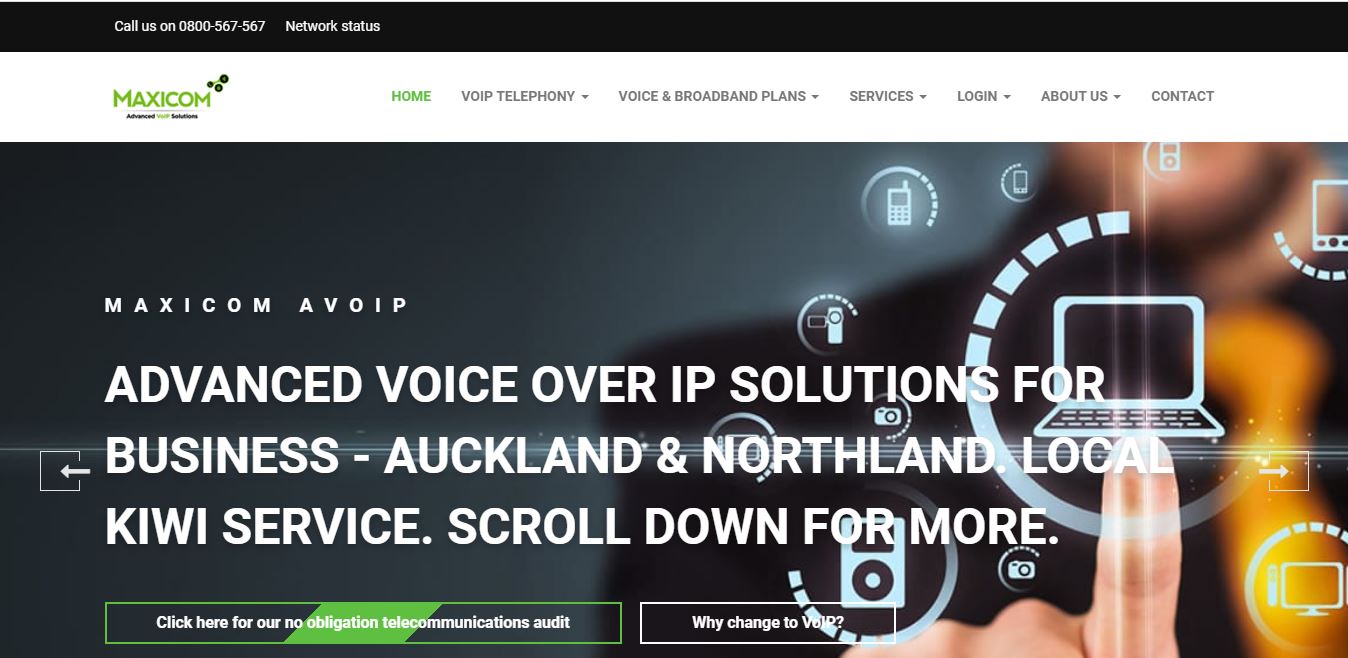 Call us on 0800-567-567 Network status
MAXICOM
Advanced VoIP Solutions
HOME VOIP TELEPHONY VOICE & BROADBAND PLANS SERVICES LOGIN ABOUT US CONTACT
MAXICOM AVOIP
ADVANCED VOICE OVER IP SOLUTIONS FOR
BUSINESS - AUCKLAND & NORTHLAND. LOCAL
KIWI SERVICE. SCROLL DOWN FOR MORE.
Click here for our no obligation telecommunications audit Why change to VoIP?